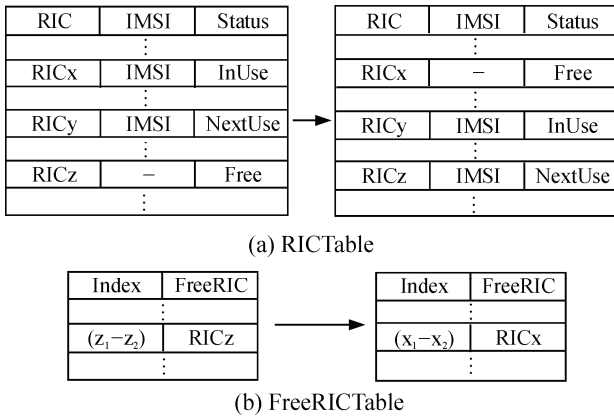 RIC IMSI Status RIC IMSI Status
⋮ ⋮
RICx IMSI InUse RICx – Free
⋮ ⋮
RICy IMSI NextUse RICy IMSI InUse
⋮ ⋮
RICz – Free RICz IMSI NextUse
⋮ ⋮
(a) RICTable
Index FreeRIC Index FreeRIC
⋮ ⋮
(z₁–z₂) RICz (x₁–x₂) RICx
⋮ ⋮
(b) FreeRICTable